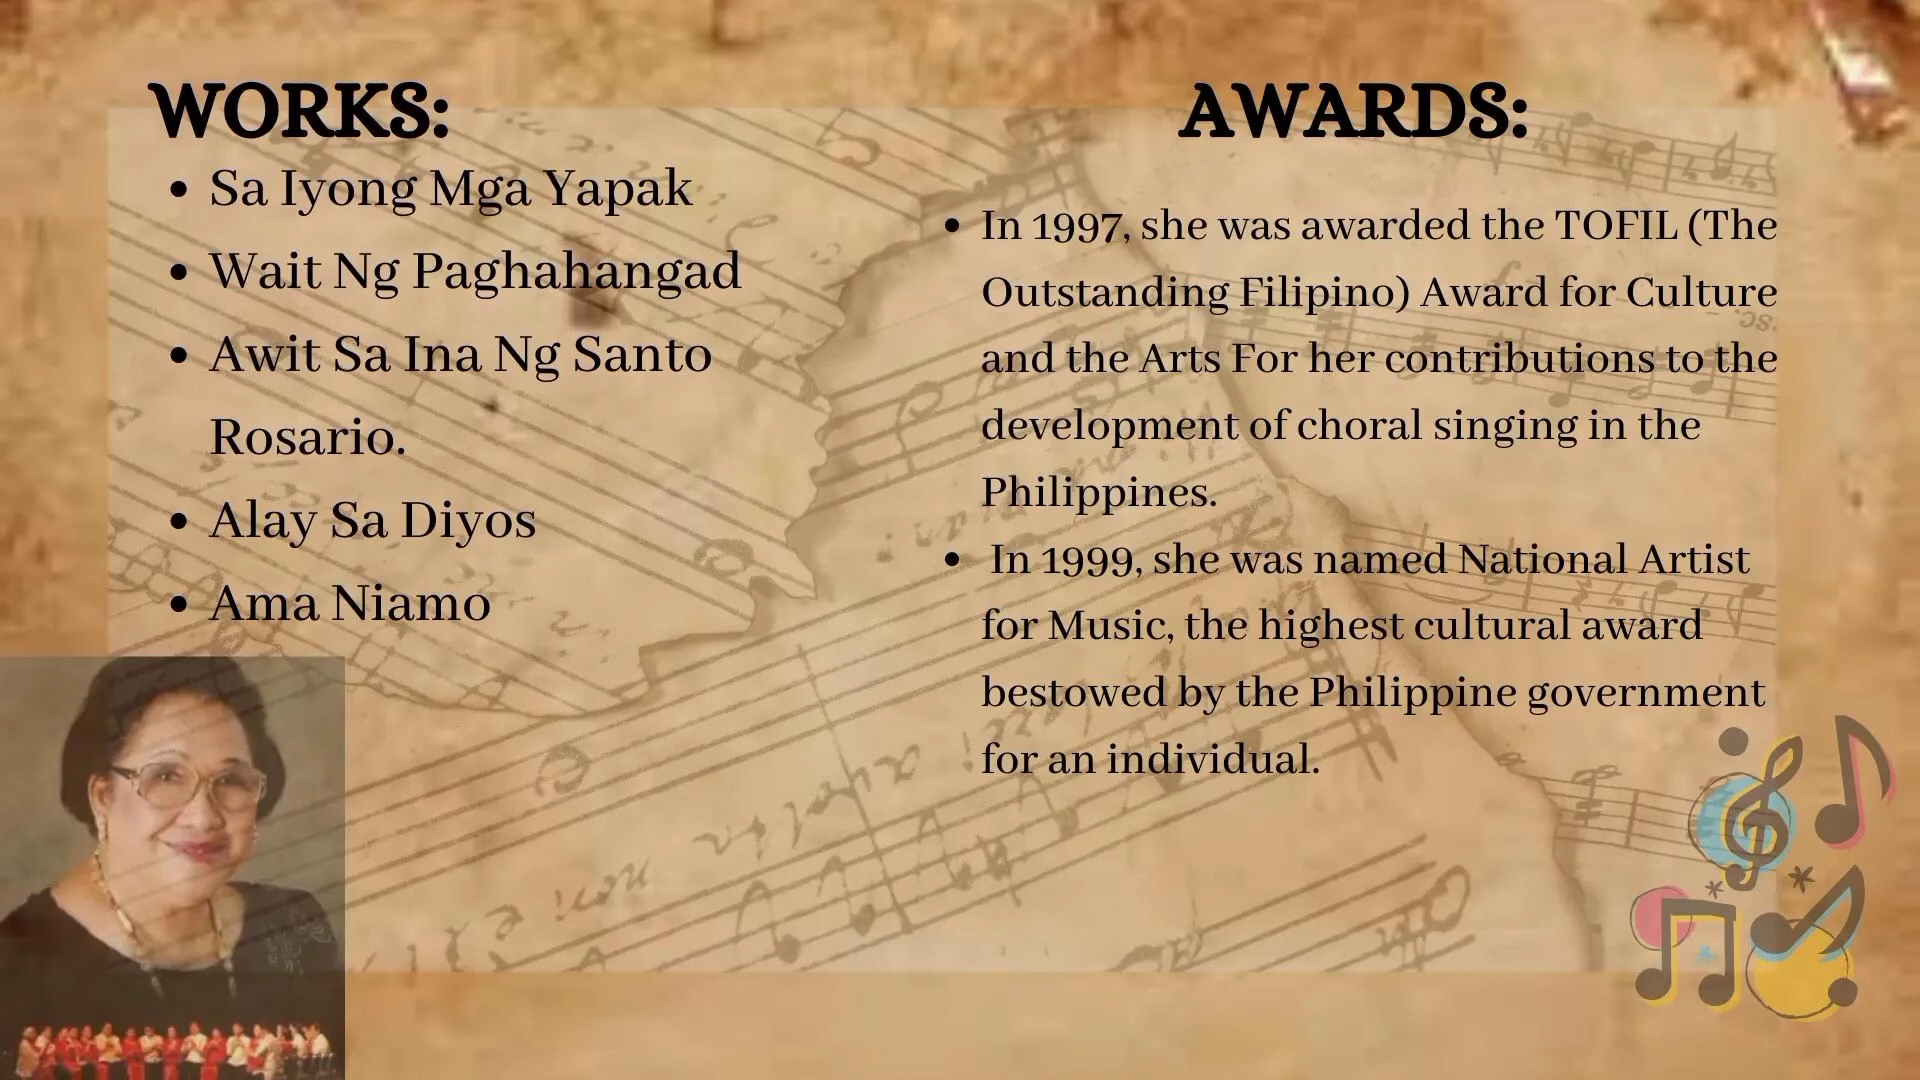 WORKS:
• Sa Iyong Mga Yapak
• Wait Ng Paghahangad
• Awit Sa Ina Ng Santo
Rosario.
• Alay Sa Diyos
• Ama Niamo
AWARDS:
• In 1997, she was awarded the TOFIL (The
Outstanding Filipino) Award for Culture
and the Arts For her contributions to the
development of choral singing in the
Philippines.
• In 1999, she was named National Artist
for Music, the highest cultural award
bestowed by the Philippine government
for an individual.